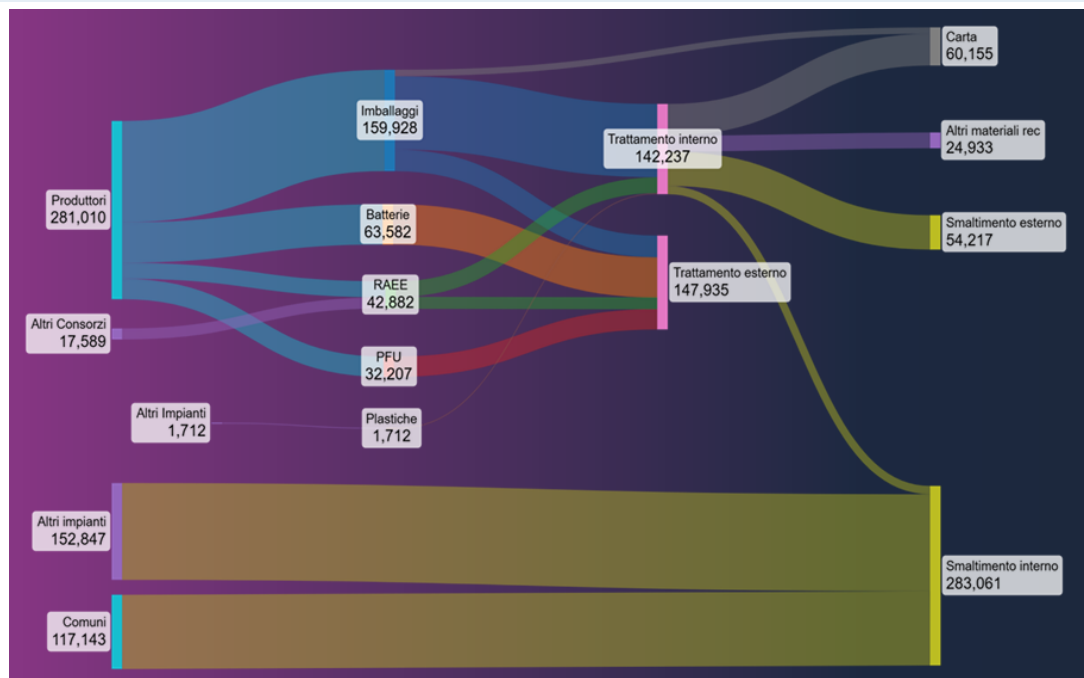 Carta
60,155
Imballaggi
159,928
Trattamento interno
142,237
Altri materiali rec
24,933
Produttori
281,010
Batterie
63,582
Smaltimento esterno
54,217
RAEE
42,882
Trattamento esterno
147,935
Altri Consorzi
17,589
PFU
32,207
Altri Impianti
1,712
Plastiche
1,712
Altri impianti
152,847
Smaltimento interno
283,061
Comuni
117,143